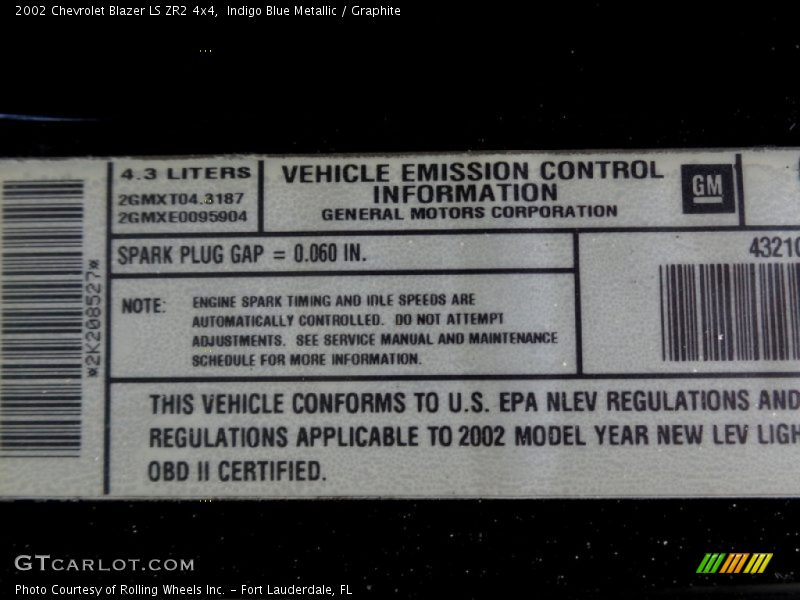 2002 Chevrolet Blazer LS ZR2 4x4,  Indigo Blue Metallic / Graphite
...
4.3 LITERS
2GMXT04.3187
2GMXE0095904
VEHICLE EMISSION CONTROL
INFORMATION
GENERAL MOTORS CORPORATION
GM
SPARK PLUG GAP = 0.060 IN.
43210
*2K208527*
NOTE: ENGINE SPARK TIMING AND IDLE SPEEDS ARE
AUTOMATICALLY CONTROLLED. DO NOT ATTEMPT
ADJUSTMENTS. SEE SERVICE MANUAL AND MAINTENANCE
SCHEDULE FOR MORE INFORMATION.
THIS VEHICLE CONFORMS TO U.S. EPA NLEV REGULATIONS AND
REGULATIONS APPLICABLE TO 2002 MODEL YEAR NEW LEV LIGH
OBD II CERTIFIED.
GTCARLOT.COM
Photo Courtesy of Rolling Wheels Inc. – Fort Lauderdale, FL